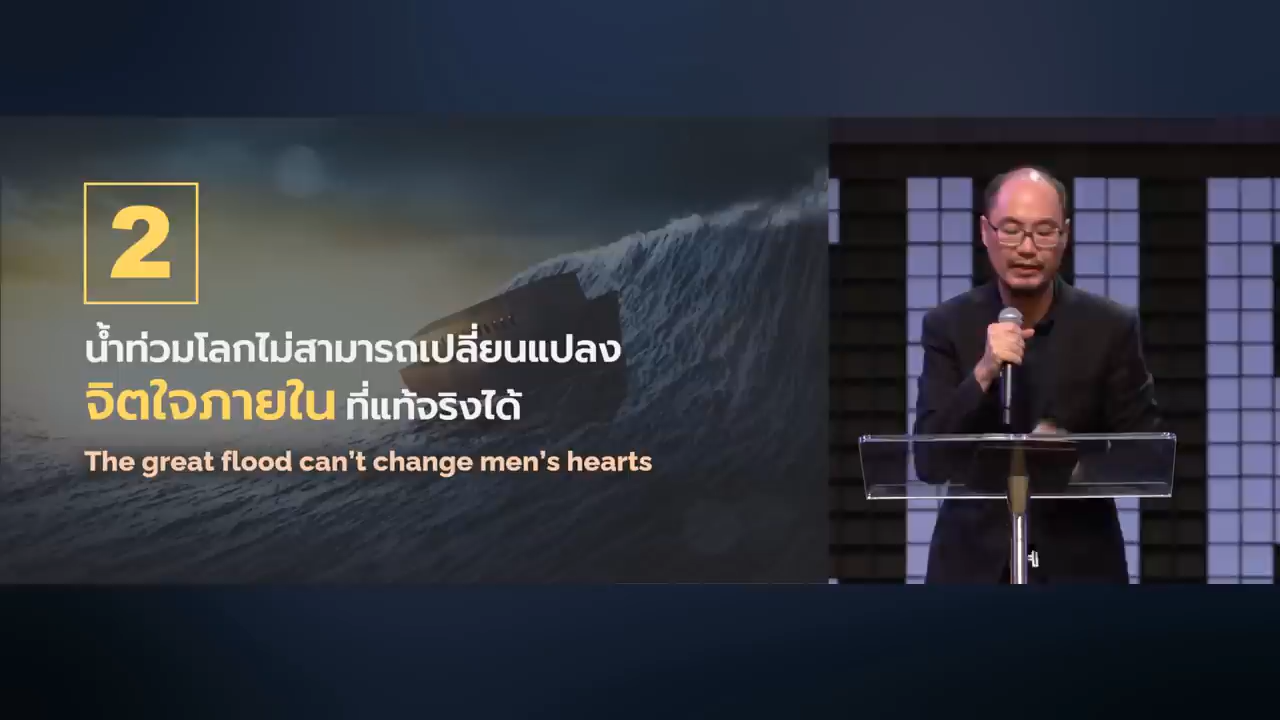 2
น้ำท่วมโลกไม่สามารถเปลี่ยนแปลง
จิตใจภายใน ที่แท้จริงได้
The great flood can't change men's hearts